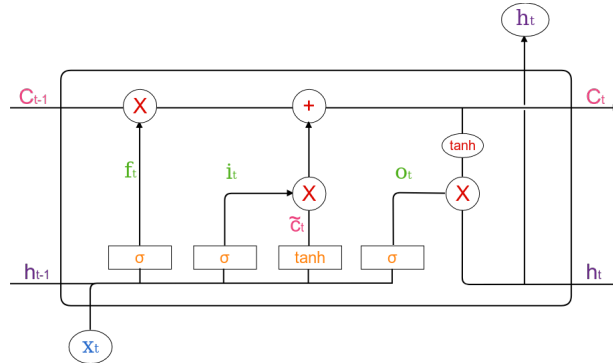 hₜ
Cₜ₋₁ X + Cₜ
tanh
fₜ iₜ X oₜ X
c̃ₜ
σ σ tanh σ
hₜ₋₁ hₜ
xₜ